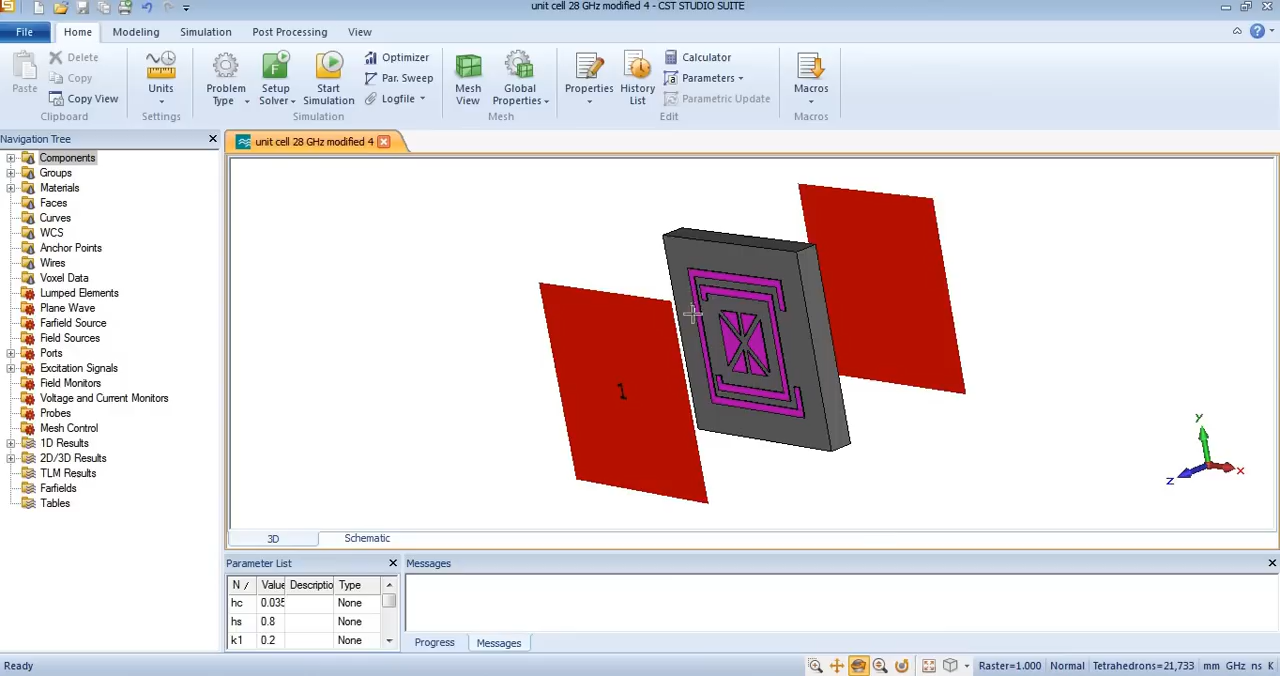 unit cell 28 GHz modified 4 - CST STUDIO SUITE
File Home Modeling Simulation Post Processing View
Paste
Delete
Copy
Copy View
Clipboard
Units
Settings
Problem Type
Setup Solver
Start Simulation
Optimizer
Par. Sweep
Logfile
Simulation
Mesh View
Global Properties
Mesh
Properties
History List
Calculator
Parameters
Parametric Update
Edit
Macros
Macros
Navigation Tree
unit cell 28 GHz modified 4
Components
Groups
Materials
Faces
Curves
WCS
Anchor Points
Wires
Voxel Data
Lumped Elements
Plane Wave
Farfield Source
Field Sources
Ports
Excitation Signals
Field Monitors
Voltage and Current Monitors
Probes
Mesh Control
1D Results
2D/3D Results
TLM Results
Farfields
Tables
1
Y
X
Z
3D Schematic
Parameter List
N Value Descriptio Type
hc 0.035 None
hs 0.8 None
k1 0.2 None
Messages
Progress Messages
Ready
Raster=1.000 Normal Tetrahedrons=21,733 mm GHz ns K